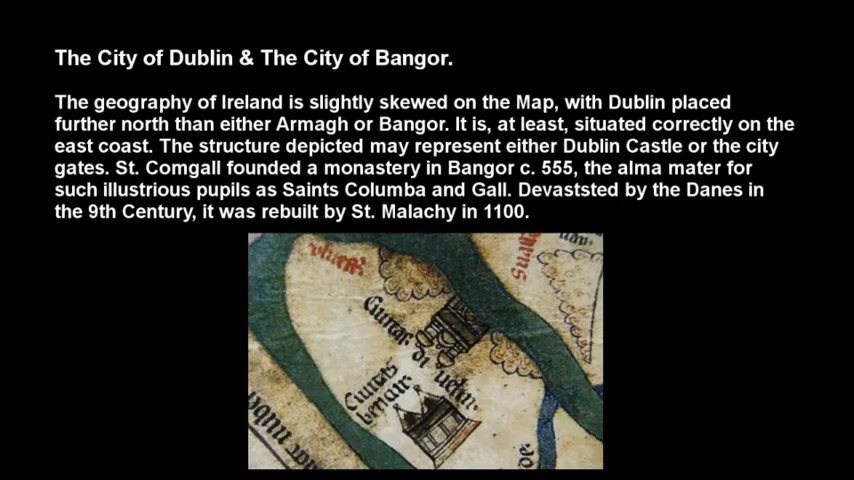 The City of Dublin & The City of Bangor.
The geography of Ireland is slightly skewed on the Map, with Dublin placed
further north than either Armagh or Bangor. It is, at least, situated correctly on the
east coast. The structure depicted may represent either Dublin Castle or the city
gates. St. Comgall founded a monastery in Bangor c. 555, the alma mater for
such illustrious pupils as Saints Columba and Gall. Devaststed by the Danes in
the 9th Century, it was rebuilt by St. Malachy in 1100.
Ciuitas
Ciuitas